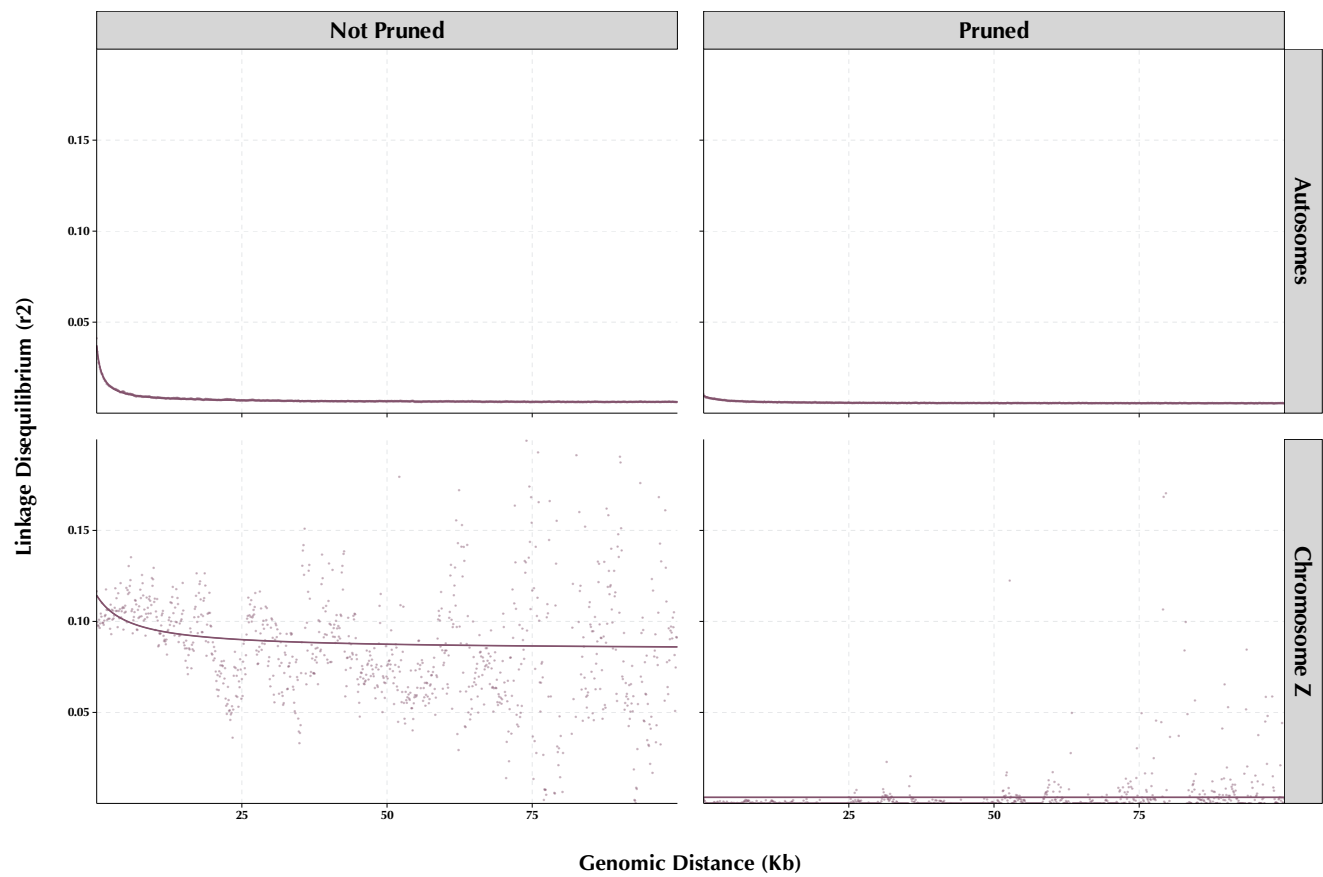 Not Pruned
Pruned
Linkage Disequilibrium (r2)
0.15
0.10
0.05
Autosomes
0.15
0.10
0.05
Chromosome Z
25
50
75
25
50
75
Genomic Distance (Kb)